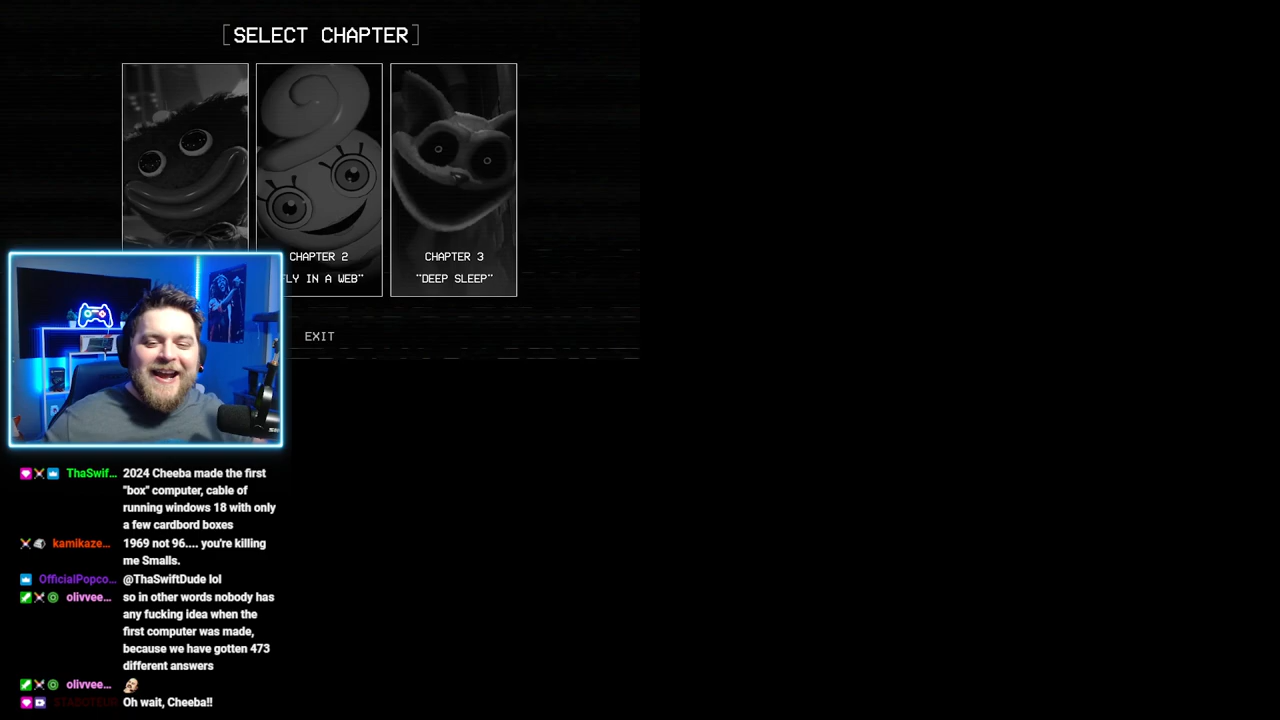 [SELECT CHAPTER]
CHAPTER 2
FLY IN A WEB"
CHAPTER 3
"DEEP SLEEP"
EXIT
ThaSwif... 2024 Cheeba made the first
"box" computer, cable of
running windows 18 with only
a few cardbord boxes
kamikaze... 1969 not 96.... you're killing
me Smalls.
OfficialPopco... @ThaSwiftDude lol
olivvee... so in other words nobody has
any fucking idea when the
first computer was made,
because we have gotten 473
different answers
olivvee...
Oh wait, Cheeba!!